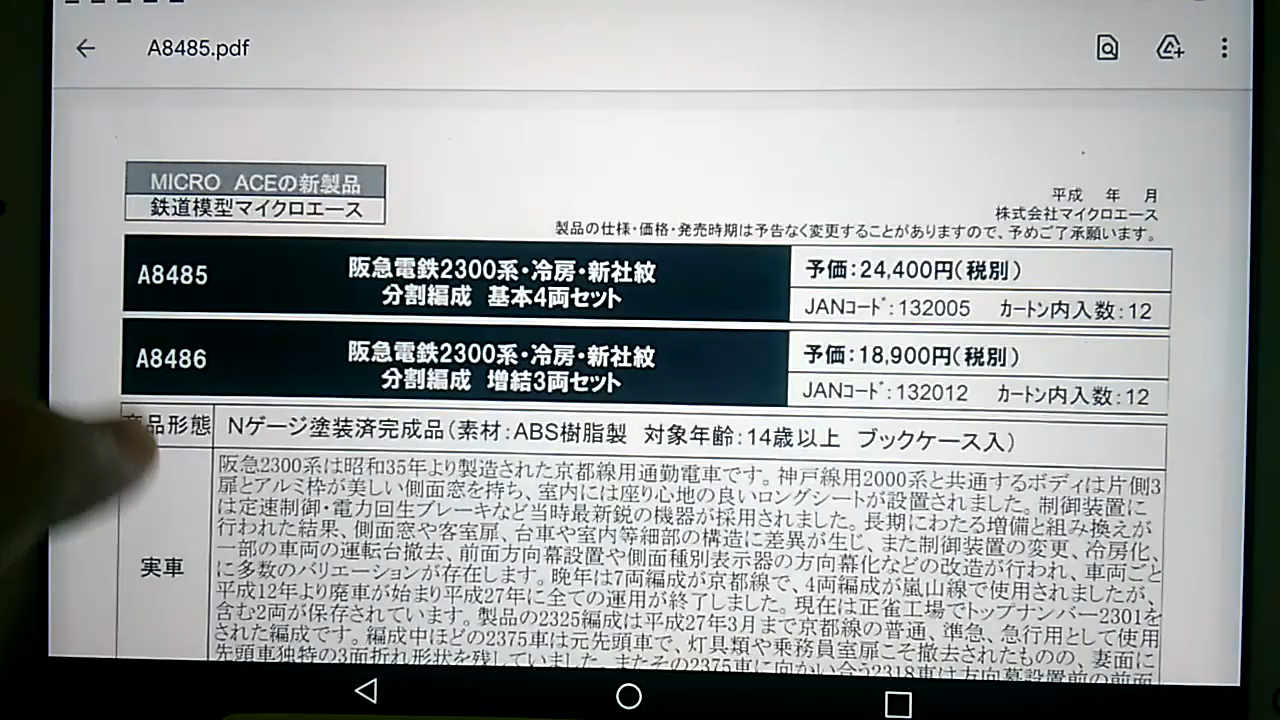 A8485.pdf
MICRO ACEの新製品
鉄道模型マイクロエース
平成 年 月
株式会社マイクロエース
製品の仕様・価格・発売時期は予告なく変更することがありますので、予めご了承願います。
A8485 阪急電鉄2300系・冷房・新社紋
分割編成 基本4両セット
予価:24,400円(税別)
JANコード:132005 カートン内入数:12
A8486 阪急電鉄2300系・冷房・新社紋
分割編成 増結3両セット
予価:18,900円(税別)
JANコード:132012 カートン内入数:12
商品形態 Nゲージ塗装済完成品(素材:ABS樹脂製 対象年齢:14歳以上 ブックケース入)
実車
阪急2300系は昭和35年より製造された京都線用通勤電車です。神戸線用2000系と共通するボディは片側3
扉とアルミ枠が美しい側面窓を持ち、室内には座り心地の良いロングシートが設置されました。制御装置に
は定速制御・電力回生ブレーキなど当時最新鋭の機器が採用されました。長期にわたる増備と組み換えが
行われた結果、側面窓や客室扉、台車や室内等細部の構造に差異が生じ、また制御装置の変更、冷房化、
一部の車両の運転台撤去、前面方向幕設置や側面種別表示器の方向幕化などの改造が行われ、車両ごと
に多数のバリエーションが存在します。晩年は7両編成が京都線で、4両編成が嵐山線で使用されましたが、
平成12年より廃車が始まり平成27年に全ての運用が終了しました。現在は正雀工場でトップナンバー2301を
含む2両が保存されています。製品の2325編成は平成27年3月まで京都線の普通、準急、急行用として使用
された編成です。編成中ほどの2375車は元先頭車で、灯具類や乗務員室扉こそ撤去されたものの、妻面に
先頭車独特の3面折れ形状を残していました。またその2375車に向かい合う2318車は方向幕設置前の前面